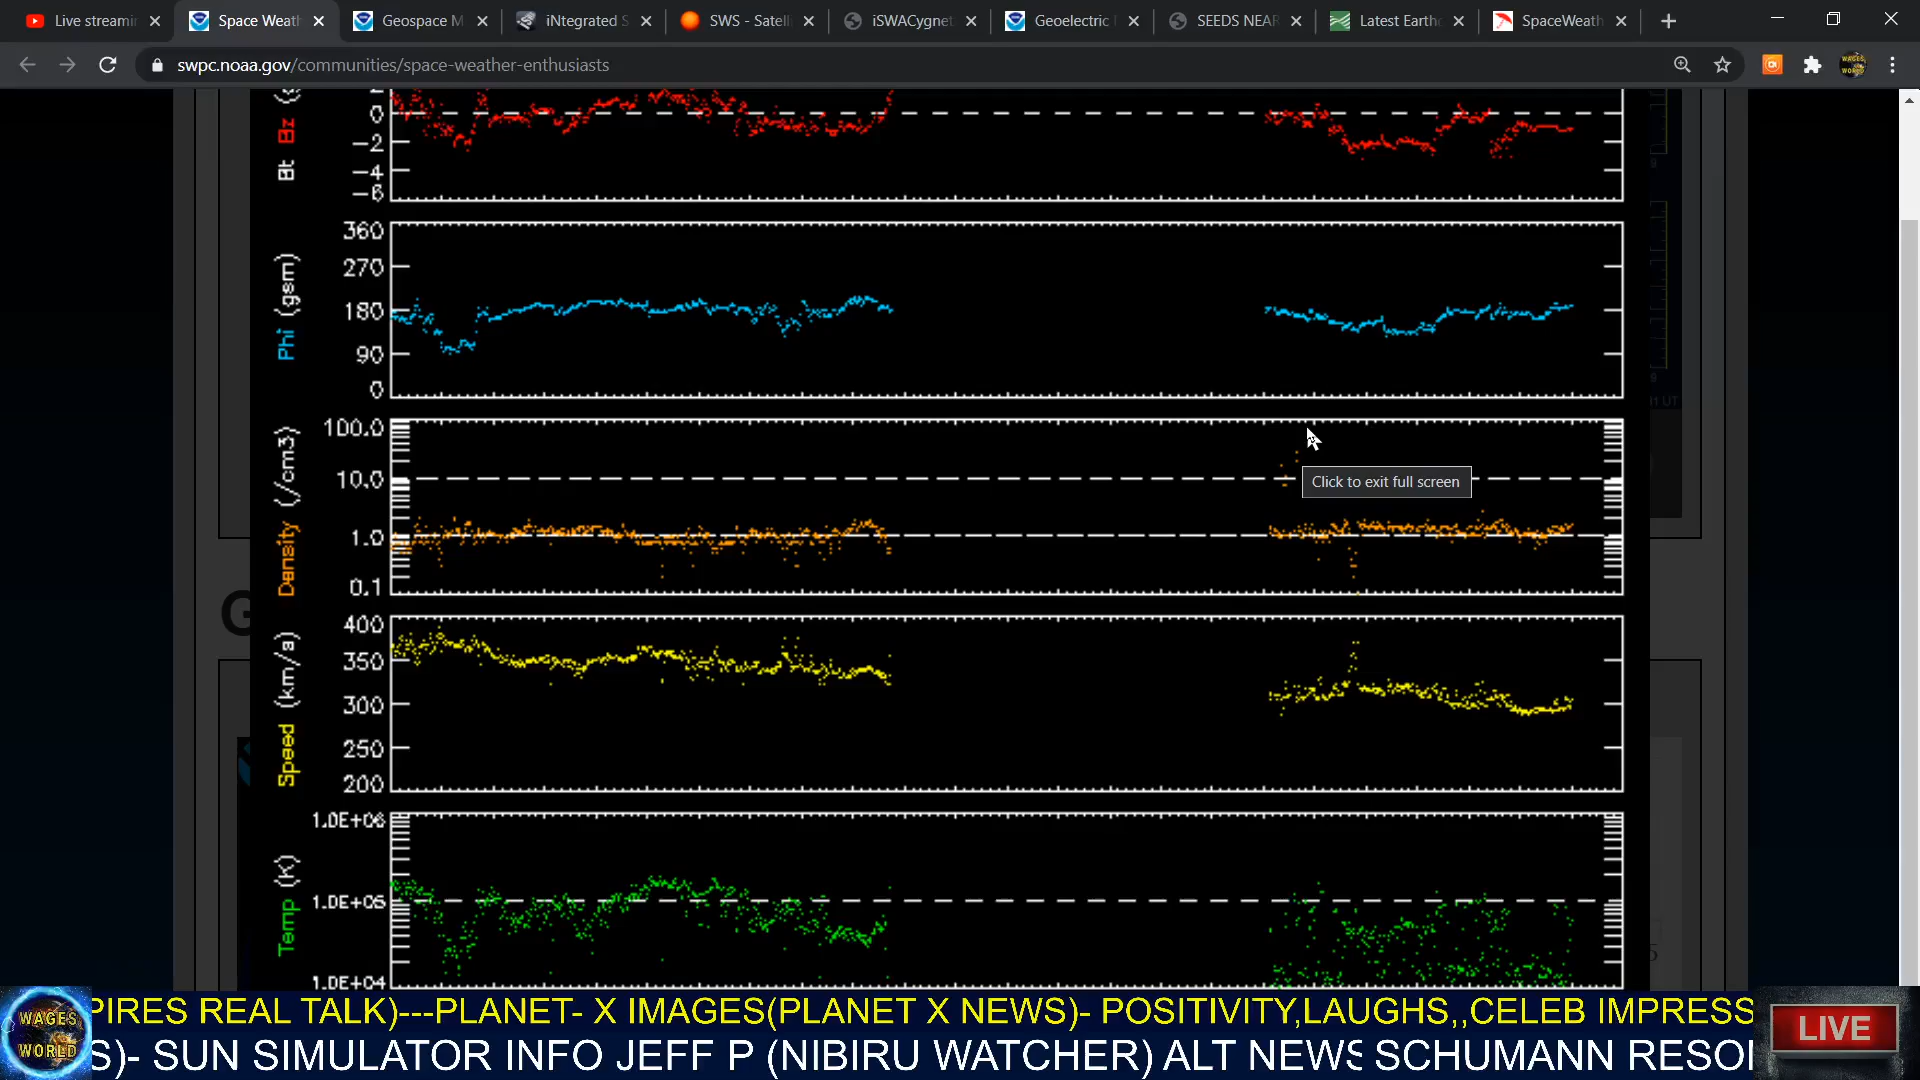 Live streamin
Space Weath
Geospace M
iNtegrated S
SWS - Satelli
iSWACygnet
Geoelectric
SEEDS NEAR
Latest Earth
SpaceWeath
swpc.noaa.gov/communities/space-weather-enthusiasts
Bt Bz
0
-2
-4
-6
Phi (gsm)
360
270
180
90
0
Density (/cm3)
100.0
10.0
1.0
0.1
Click to exit full screen
Speed (km/s)
400
350
300
250
200
Temp (K)
1.0E+06
1.0E+05
1.0E+04
WAGES WORLD
PIRES REAL TALK)---PLANET- X IMAGES(PLANET X NEWS)- POSITIVITY,LAUGHS,,CELEB IMPRESS
S)- SUN SIMULATOR INFO JEFF P (NIBIRU WATCHER) ALT NEWS SCHUMANN RESO
LIVE